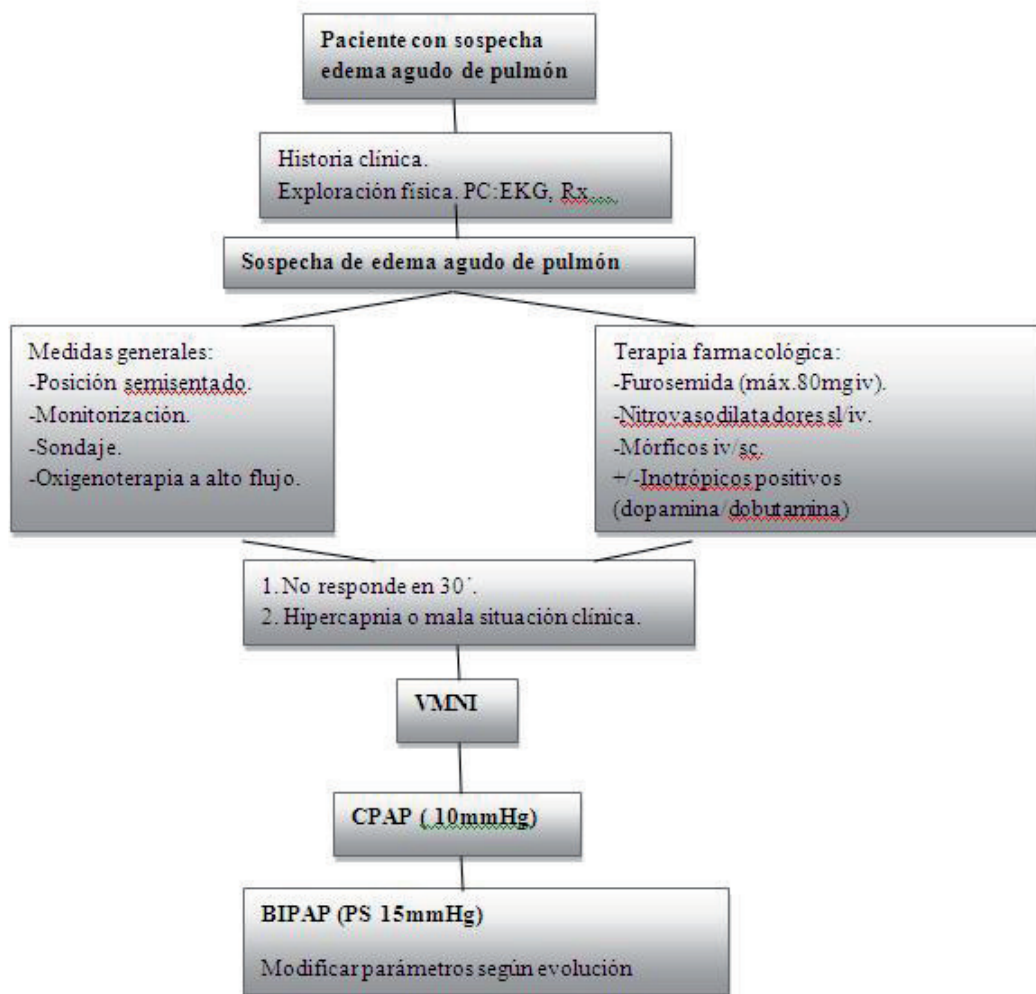 Paciente con sospecha
edema agudo de pulmón
Historia clínica.
Exploración física. PC:EKG, Rx....
Sospecha de edema agudo de pulmón
Medidas generales:
-Posición semisentado.
-Monitorización.
-Sondaje.
-Oxigenoterapia a alto flujo.
Terapia farmacológica:
-Furosemida (máx.80mgiv).
-Nitrovasodilatadores sl/iv.
-Mórficos iv/sc.
+/-Inotrópicos positivos
(dopamina/dobutamina)
1. No responde en 30´.
2. Hipercapnia o mala situación clínica.
VMNI
CPAP ( 10mmHg)
BIPAP (PS 15mmHg)
Modificar parámetros según evolución